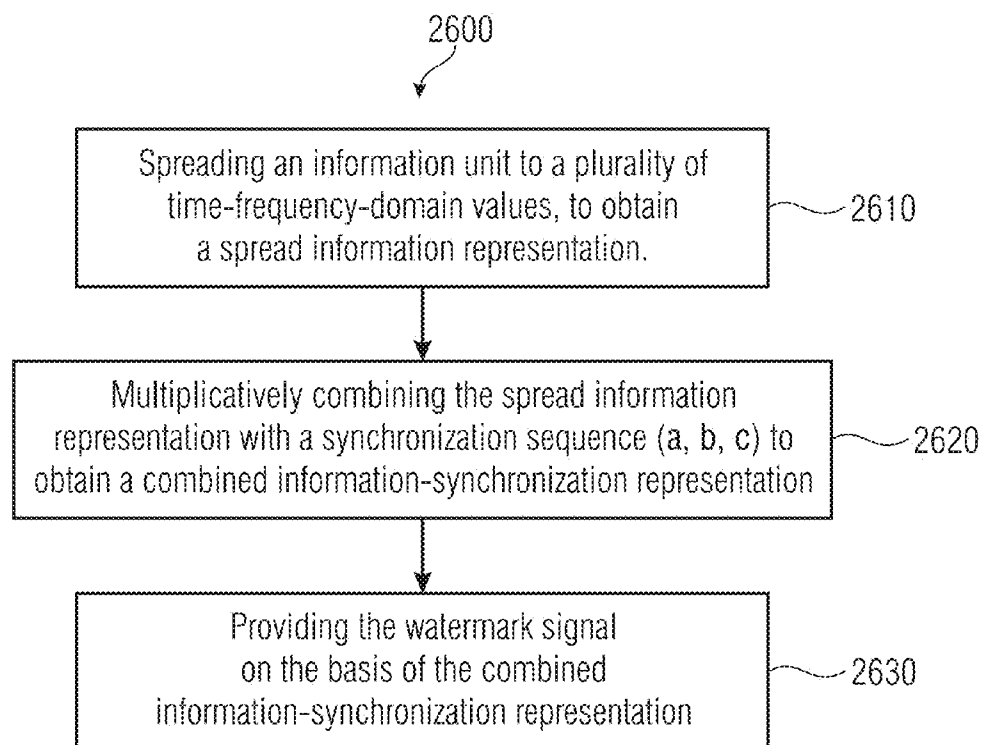 2600
Spreading an information unit to a plurality of
time-frequency-domain values, to obtain
a spread information representation.
2610
Multiplicatively combining the spread information
representation with a synchronization sequence (a, b, c) to
obtain a combined information-synchronization representation
2620
Providing the watermark signal
on the basis of the combined
information-synchronization representation
2630